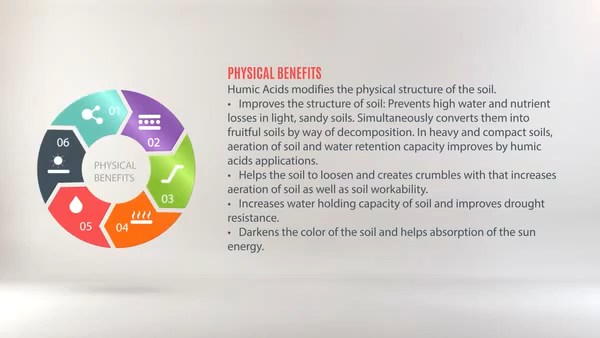 PHYSICAL BENEFITS
Humic Acids modifies the physical structure of the soil.
• Improves the structure of soil: Prevents high water and nutrient
losses in light, sandy soils. Simultaneously converts them into
fruitful soils by way of decomposition. In heavy and compact soils,
aeration of soil and water retention capacity improves by humic
acids applications.
• Helps the soil to loosen and creates crumbles with that increases
aeration of soil as well as soil workability.
• Increases water holding capacity of soil and improves drought
resistance.
• Darkens the color of the soil and helps absorption of the sun
energy.
01
02
03
04
05
06
PHYSICAL
BENEFITS